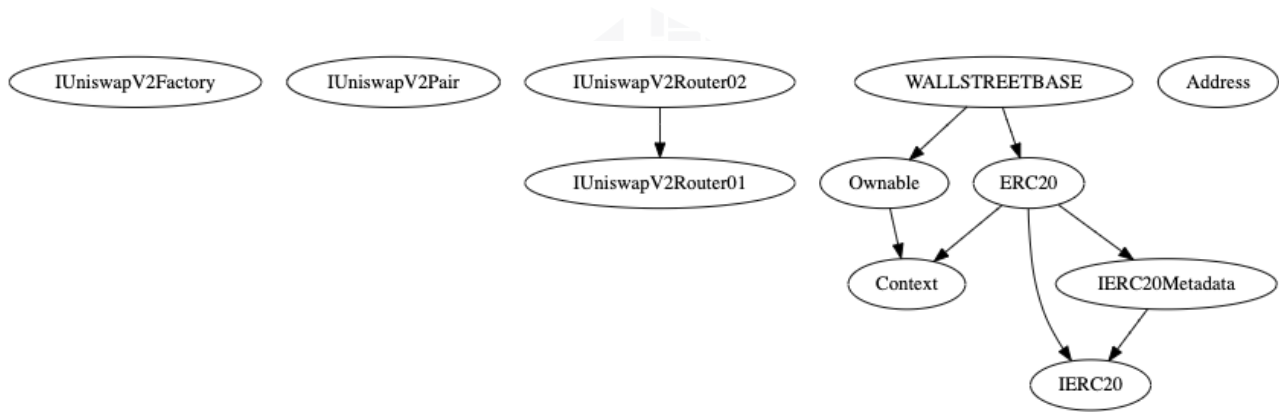 IUniswapV2Factory
IUniswapV2Pair
IUniswapV2Router02
WALLSTREETBASE
Address
IUniswapV2Router01
Ownable
ERC20
Context
IERC20Metadata
IERC20